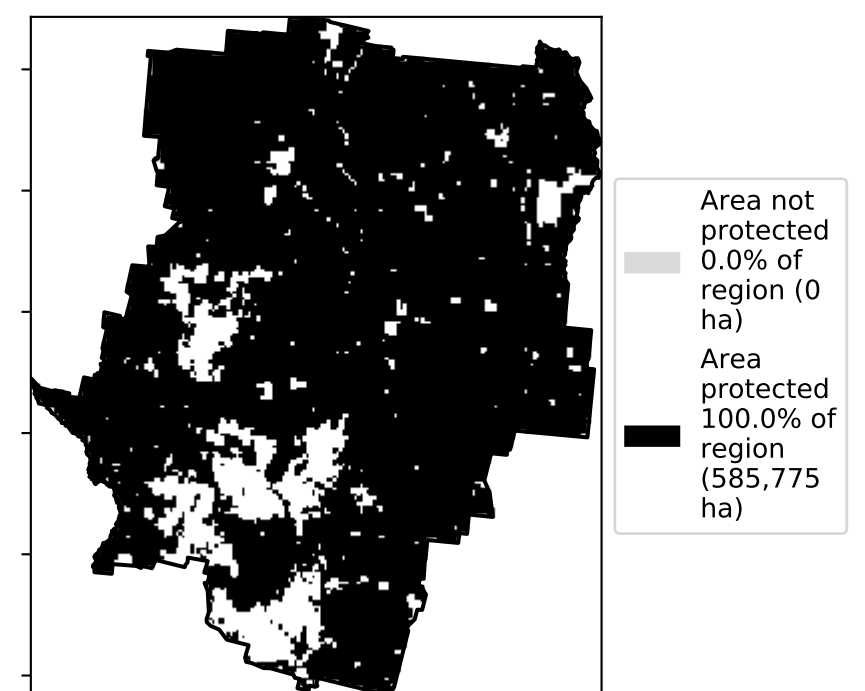 Area not
protected
0.0% of
region (0
ha)
Area
protected
100.0% of
region
(585,775
ha)